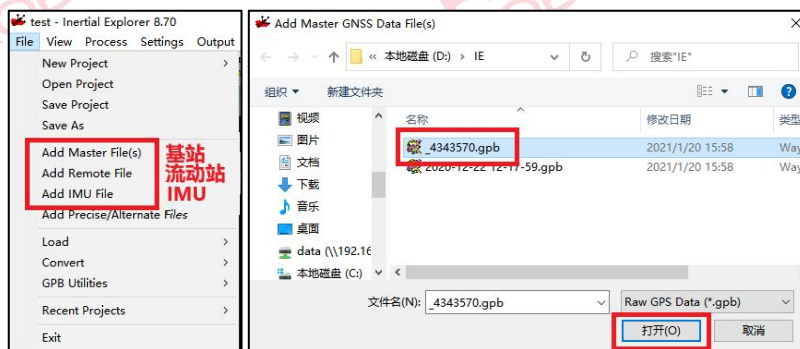 test - Inertial Explorer 8.70
File View Process Settings Output
New Project
Open Project
Save Project
Save As
Add Master File(s) 基站
Add Remote File 流动站
Add IMU File IMU
Add Precise/Alternate Files
Load
Convert
GPB Utilities
Recent Projects
Exit
Add Master GNSS Data File(s)
« 本地磁盘 (D:) › IE
搜索"IE"
组织 新建文件夹
名称 修改日期 类型
视频
图片
文档
下载
音乐
桌面
data (\\192.16
本地磁盘 (C:)
_4343570.gpb 2021/1/20 15:58 Way
2020-12-22 12-17-59.gpb 2021/1/20 15:58 Way
文件名(N): _4343570.gpb Raw GPS Data (*.gpb)
打开(O) 取消